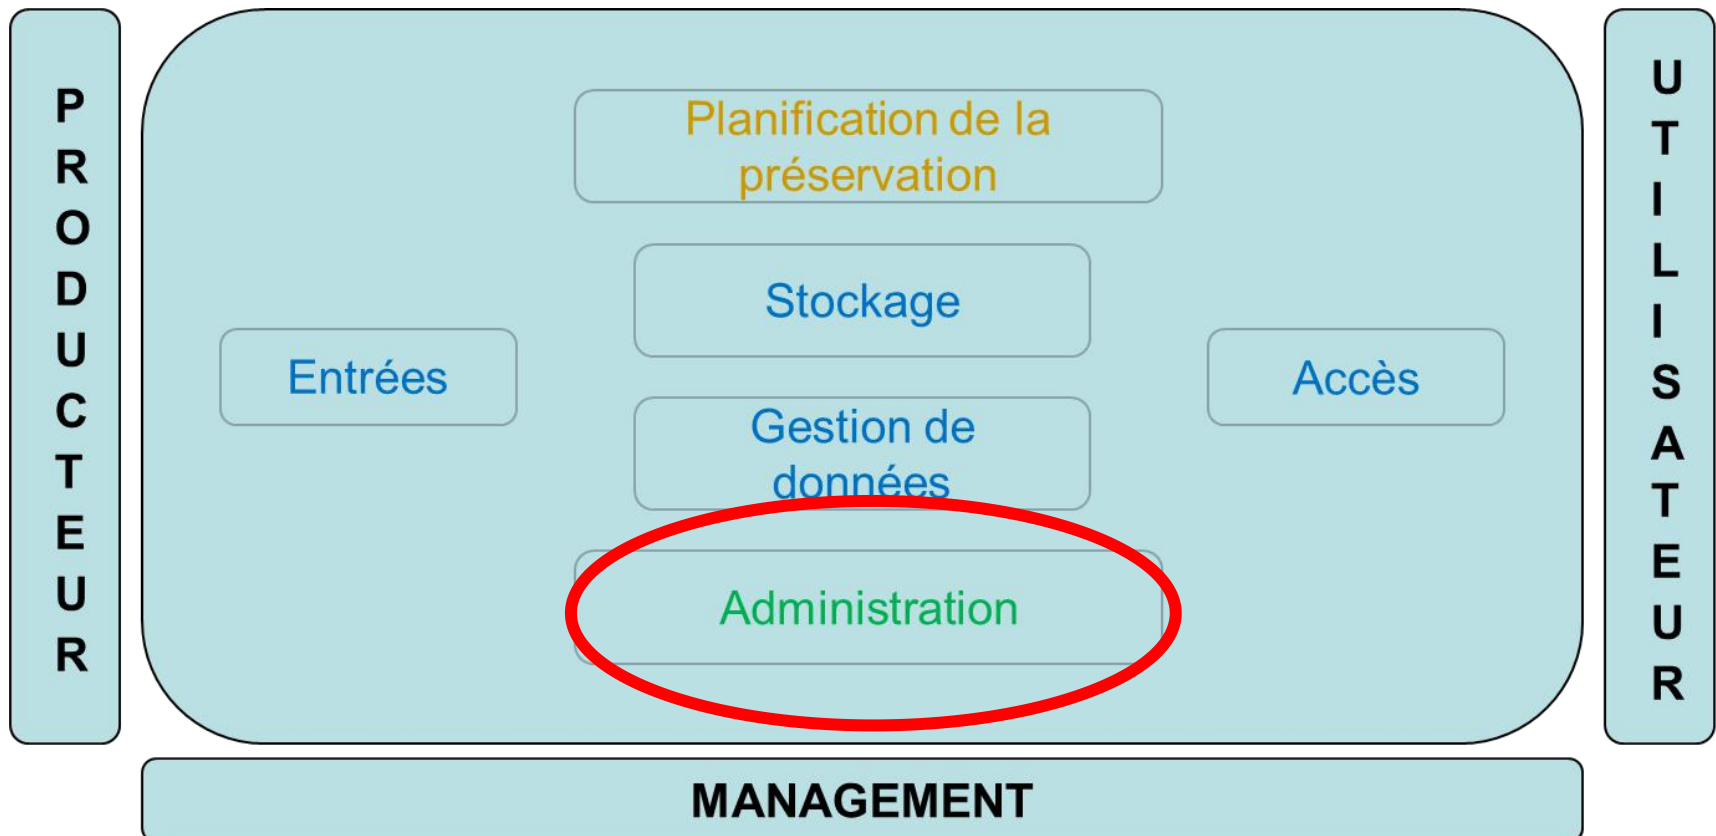 PRODUCTEUR
Planification de la
préservation
Stockage
Entrées
Gestion de
données
Accès
Administration
UTILISATEUR
MANAGEMENT